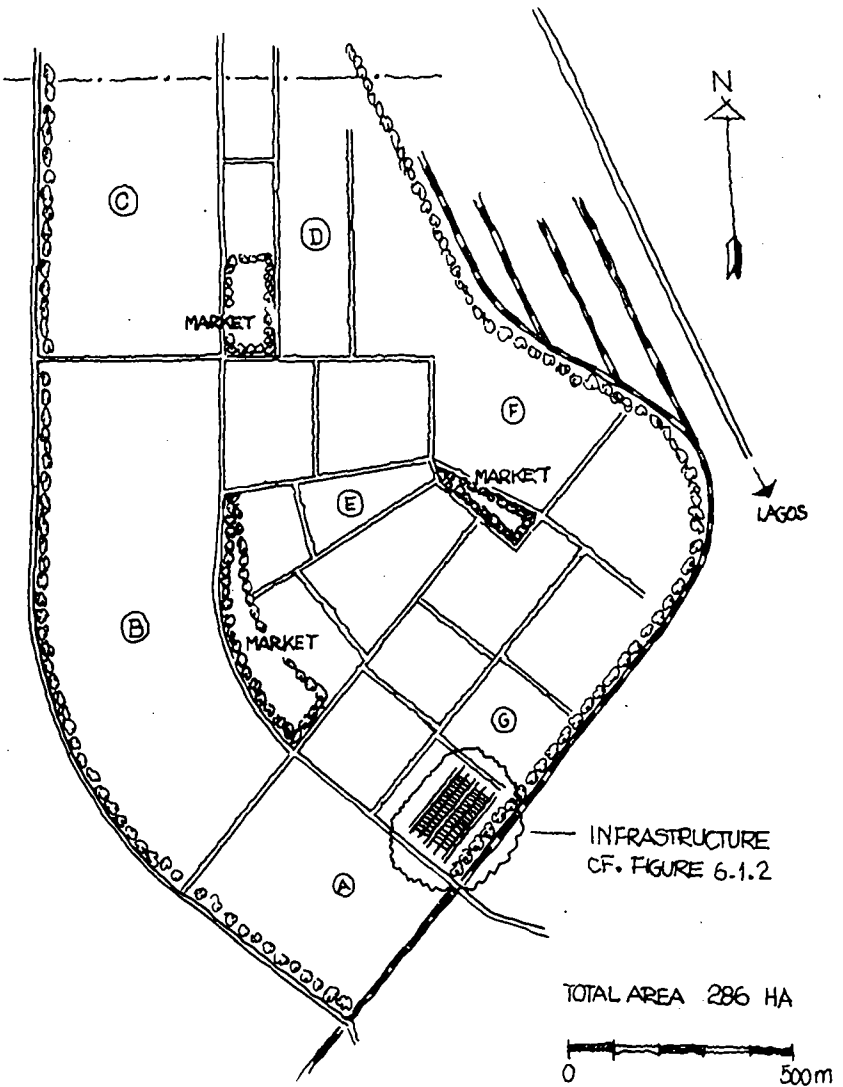 N
C
D
MARKET
F
MARKET
LAGOS
E
B
MARKET
G
INFRASTRUCTURE
CF. FIGURE 6.1.2
A
TOTAL AREA 286 HA
0 500m